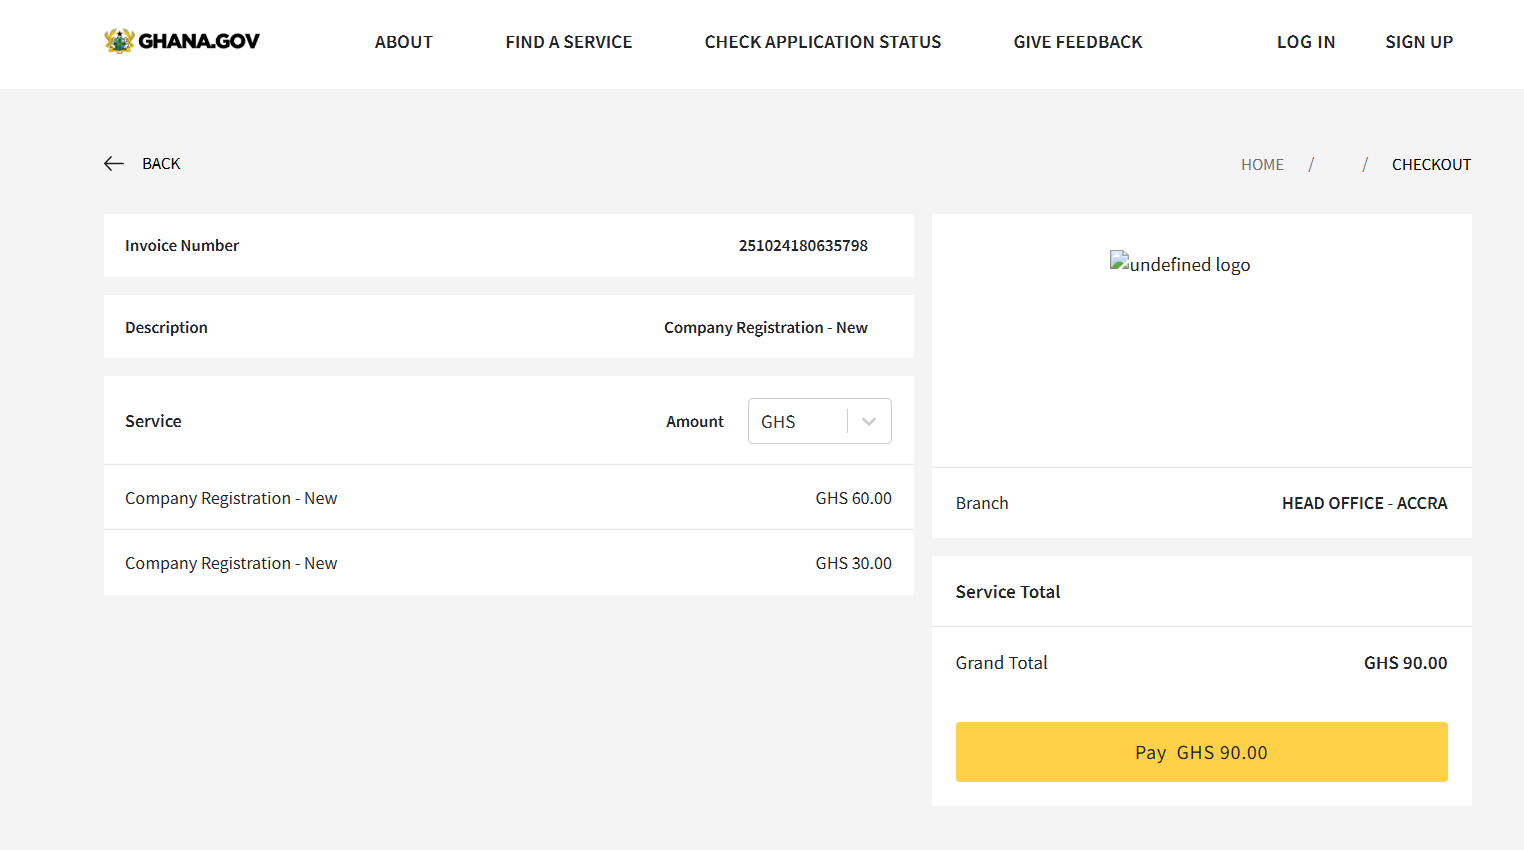 GHANA.GOV
ABOUT
FIND A SERVICE
CHECK APPLICATION STATUS
GIVE FEEDBACK
LOG IN
SIGN UP
BACK
HOME / / CHECKOUT
Invoice Number 251024180635798
Description Company Registration - New
Service Amount GHS
Company Registration - New GHS 60.00
Company Registration - New GHS 30.00
undefined logo
Branch HEAD OFFICE - ACCRA
Service Total
Grand Total GHS 90.00
Pay GHS 90.00